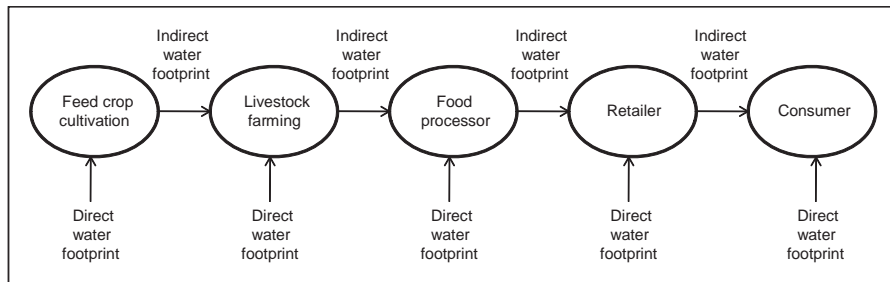 Indirect
water
footprint
Indirect
water
footprint
Indirect
water
footprint
Indirect
water
footprint
Feed crop
cultivation
Livestock
farming
Food
processor
Retailer
Consumer
Direct
water
footprint
Direct
water
footprint
Direct
water
footprint
Direct
water
footprint
Direct
water
footprint